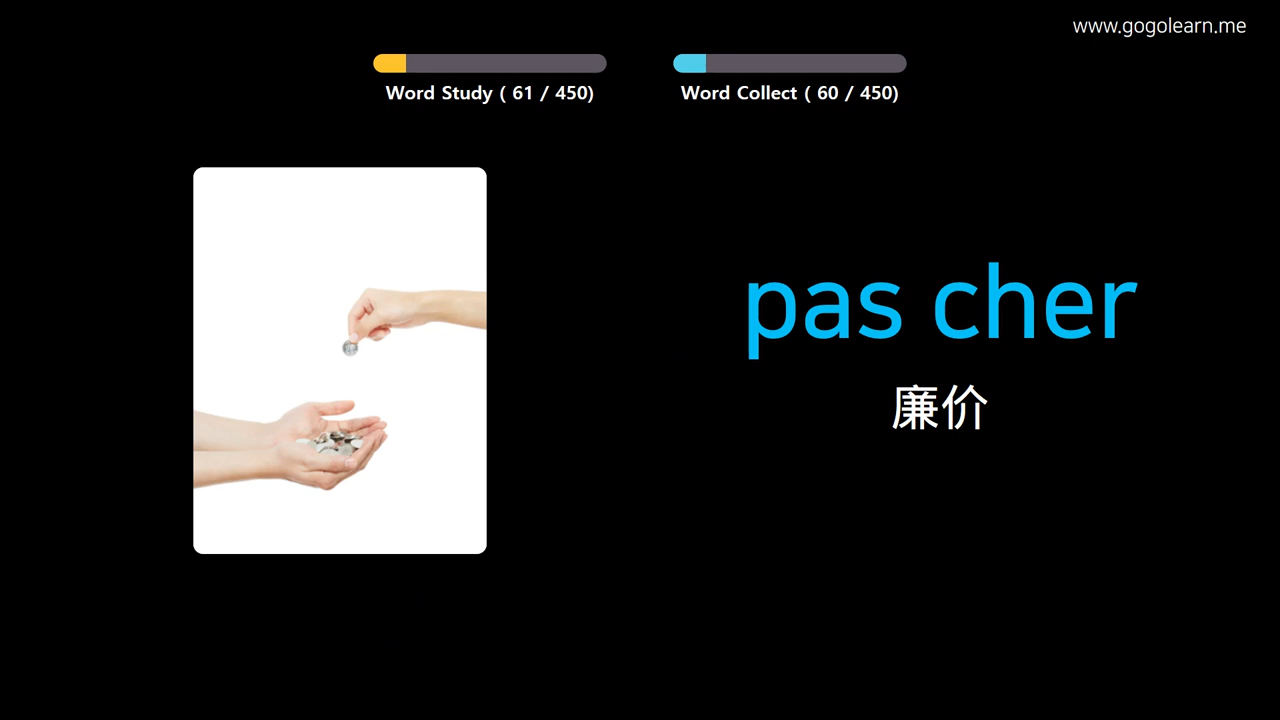 www.gogolearn.me
Word Study ( 61 / 450)
Word Collect ( 60 / 450)
pas cher
廉价